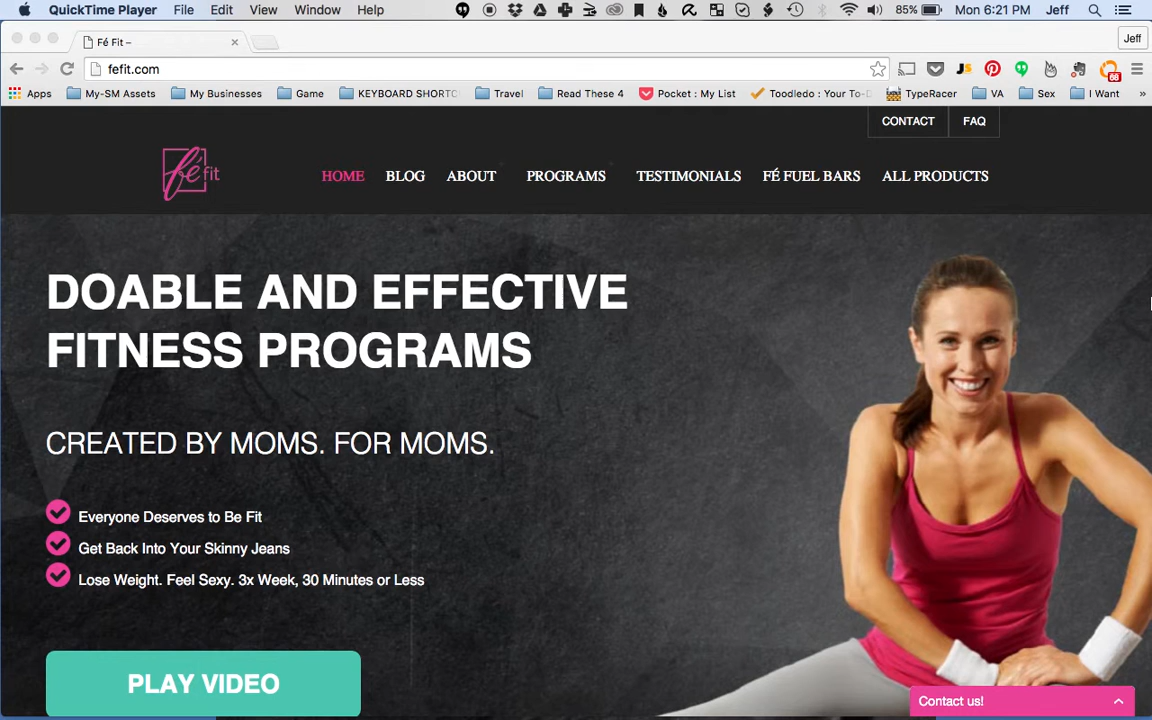 QuickTime Player File Edit View Window Help 85% Mon 6:21 PM Jeff
Fé Fit –
Jeff
fefit.com
68
Apps My-SM Assets My Businesses Game KEYBOARD SHORTC Travel Read These 4 Pocket : My List Toodledo : Your To-D TypeRacer VA Sex I Want »
CONTACT FAQ
fé fit
HOME BLOG ABOUT PROGRAMS TESTIMONIALS FÉ FUEL BARS ALL PRODUCTS
DOABLE AND EFFECTIVE
FITNESS PROGRAMS
CREATED BY MOMS. FOR MOMS.
Everyone Deserves to Be Fit
Get Back Into Your Skinny Jeans
Lose Weight. Feel Sexy. 3x Week, 30 Minutes or Less
PLAY VIDEO
Contact us!